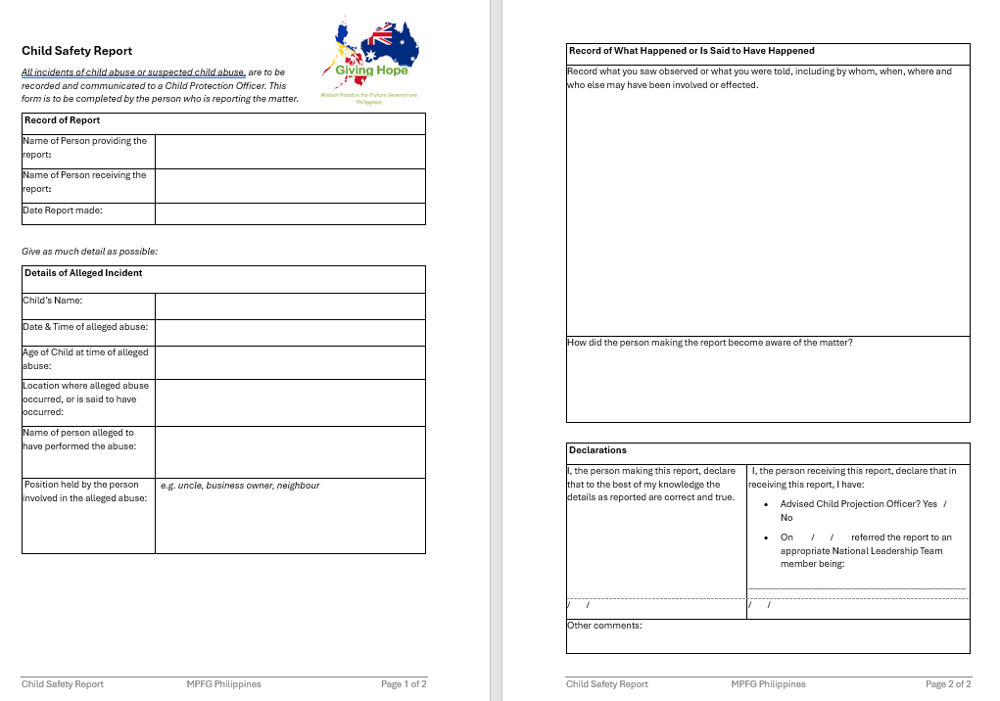 Child Safety Report
Giving Hope
Mission Possible for Future Generations
Philippines
All incidents of child abuse or suspected child abuse, are to be
recorded and communicated to a Child Protection Officer. This
form is to be completed by the person who is reporting the matter.
Record of Report
Name of Person providing the
report:
Name of Person receiving the
report:
Date Report made:
Give as much detail as possible:
Details of Alleged Incident
Child's Name:
Date & Time of alleged abuse:
Age of Child at time of alleged
abuse:
Location where alleged abuse
occurred, or is said to have
occurred:
Name of person alleged to
have performed the abuse:
Position held by the person
involved in the alleged abuse:
e.g. uncle, business owner, neighbour
Child Safety Report MPFG Philippines Page 1 of 2
Record of What Happened or Is Said to Have Happened
Record what you saw observed or what you were told, including by whom, when, where and
who else may have been involved or effected.
How did the person making the report become aware of the matter?
Declarations
I, the person making this report, declare
that to the best of my knowledge the
details as reported are correct and true.
/ /
I, the person receiving this report, declare that in
receiving this report, I have:
• Advised Child Projection Officer? Yes /
No
• On / / referred the report to an
appropriate National Leadership Team
member being:
/ /
Other comments:
Child Safety Report MPFG Philippines Page 2 of 2